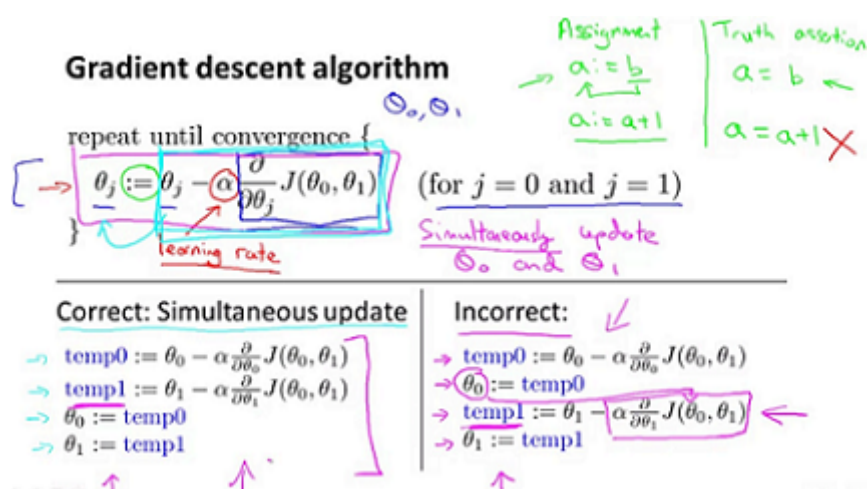 Gradient descent algorithm
θ₀, θ₁
Assignment
a := b
a := a+1
Truth assertion
a = b
a = a+1
repeat until convergence {
θⱼ := θⱼ − α ∂/∂θⱼ J(θ₀, θ₁) (for j = 0 and j = 1)
}
learning rate
Simultaneously update
θ₀ and θ₁
Correct: Simultaneous update
temp0 := θ₀ − α ∂/∂θ₀ J(θ₀, θ₁)
temp1 := θ₁ − α ∂/∂θ₁ J(θ₀, θ₁)
θ₀ := temp0
θ₁ := temp1
Incorrect:
temp0 := θ₀ − α ∂/∂θ₀ J(θ₀, θ₁)
θ₀ := temp0
temp1 := θ₁ − α ∂/∂θ₁ J(θ₀, θ₁)
θ₁ := temp1